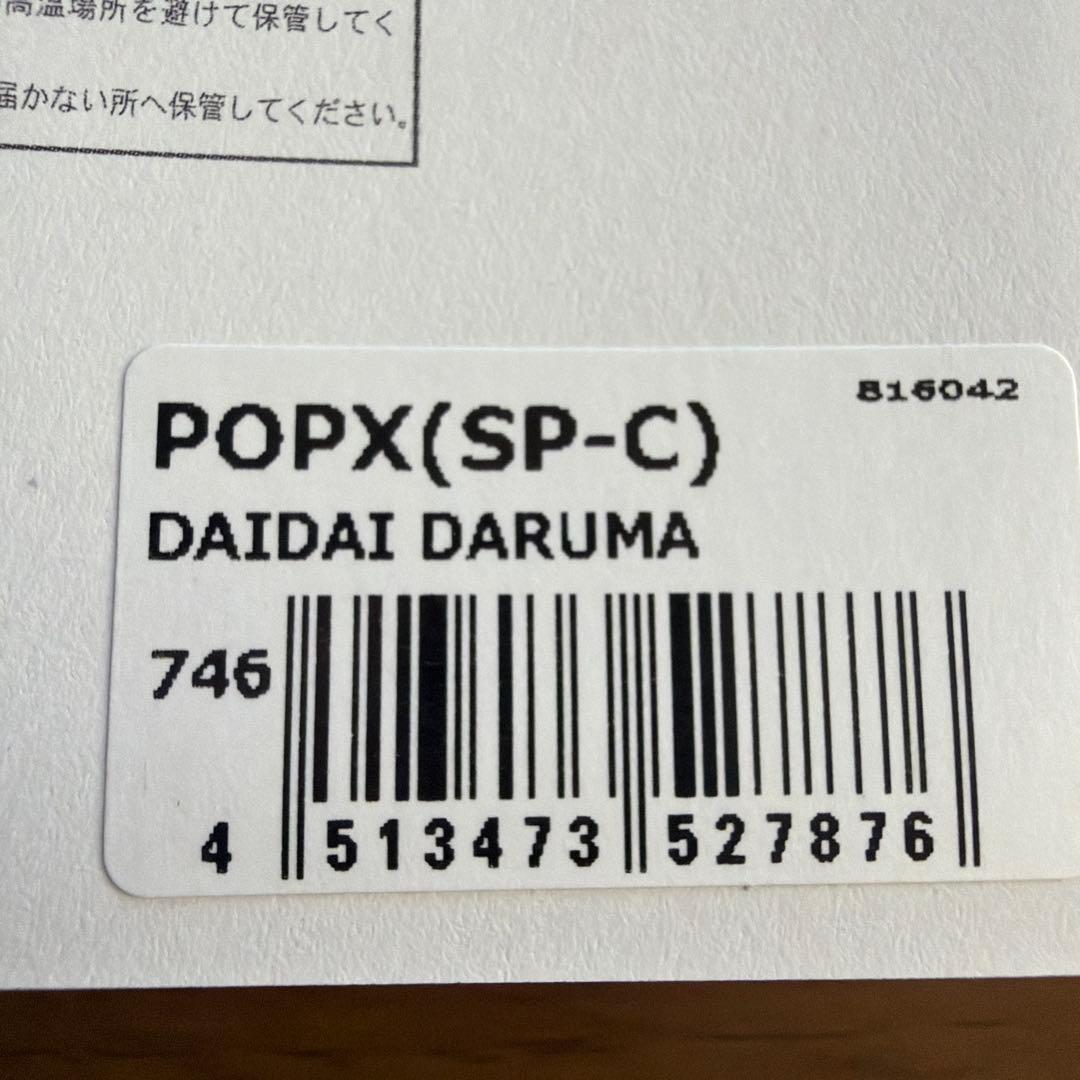 高温場所を避けて保管してく
届かない所へ保管してください。
816042
POPX(SP-C)
DAIDAI DARUMA
746
4 513473 527876